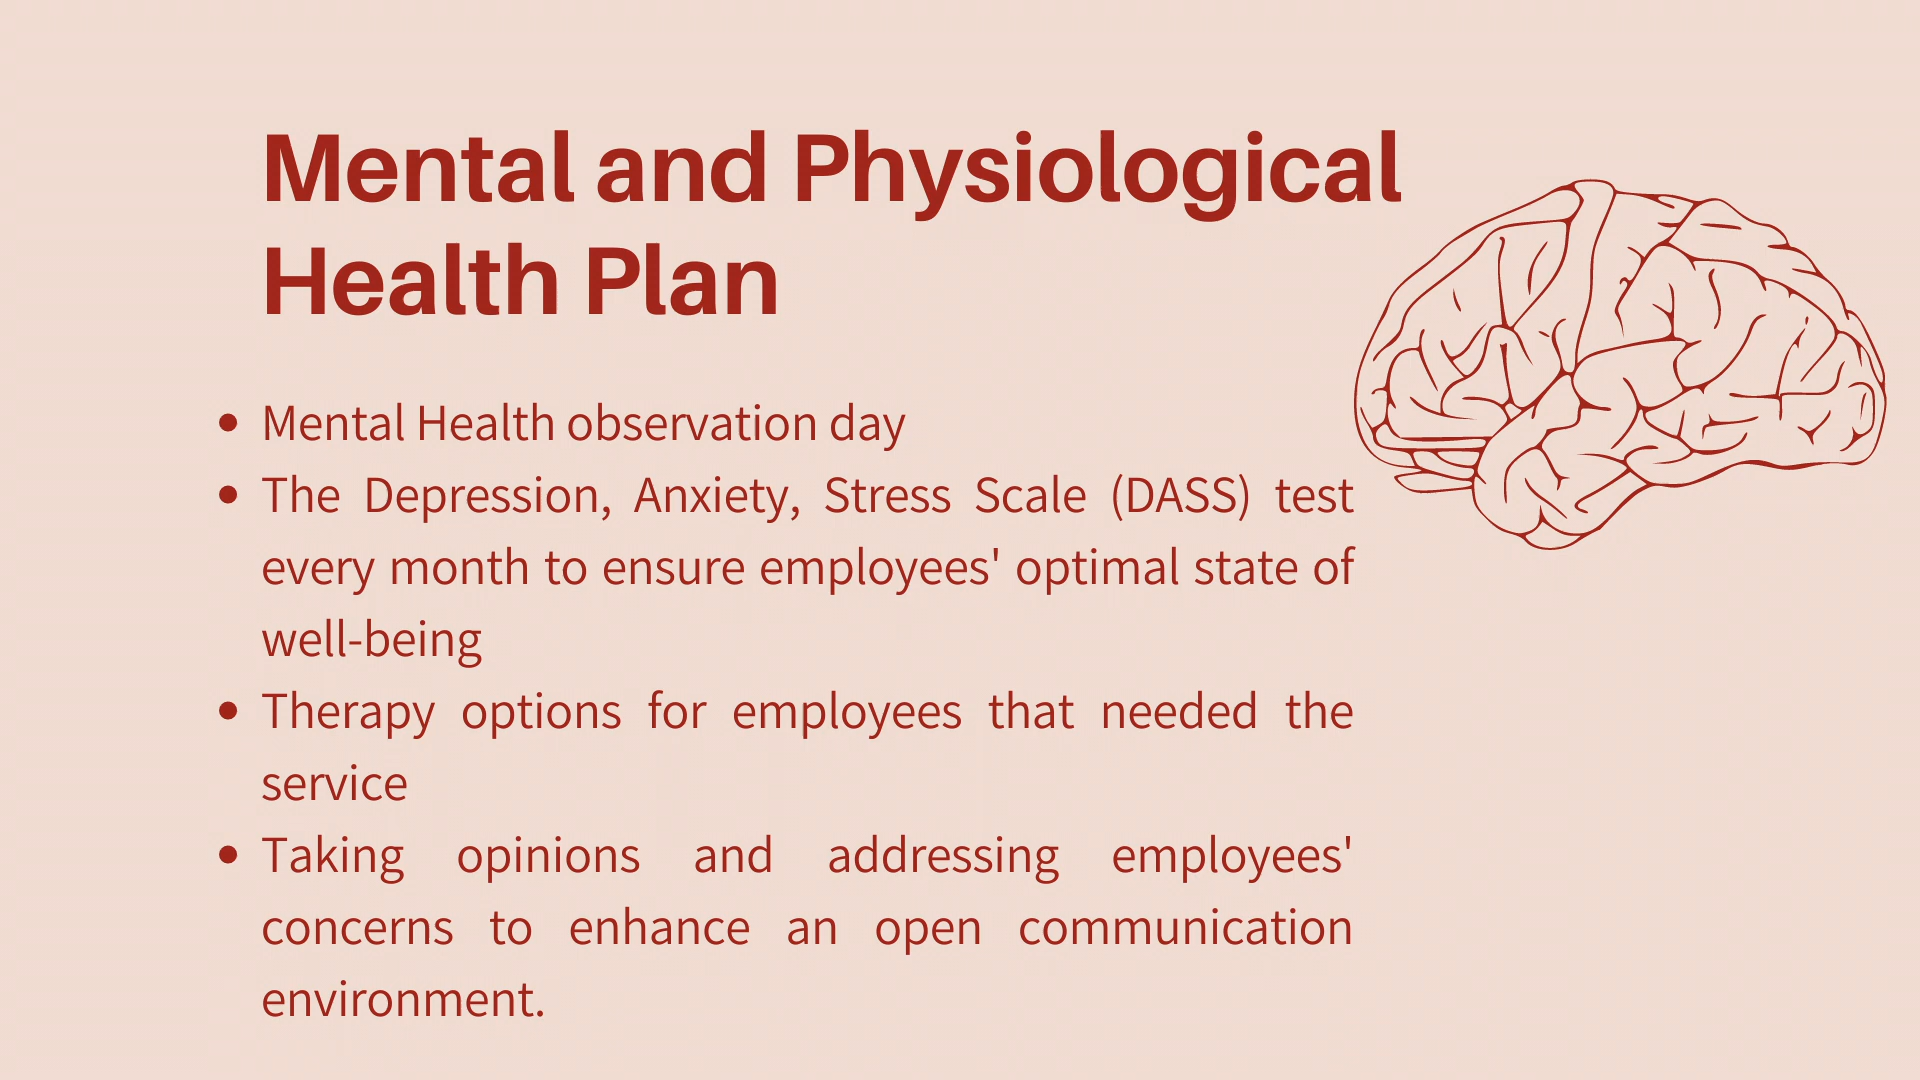 Mental and Physiological
Health Plan
• Mental Health observation day
• The Depression, Anxiety, Stress Scale (DASS) test
every month to ensure employees' optimal state of
well-being
• Therapy options for employees that needed the
service
• Taking opinions and addressing employees'
concerns to enhance an open communication
environment.